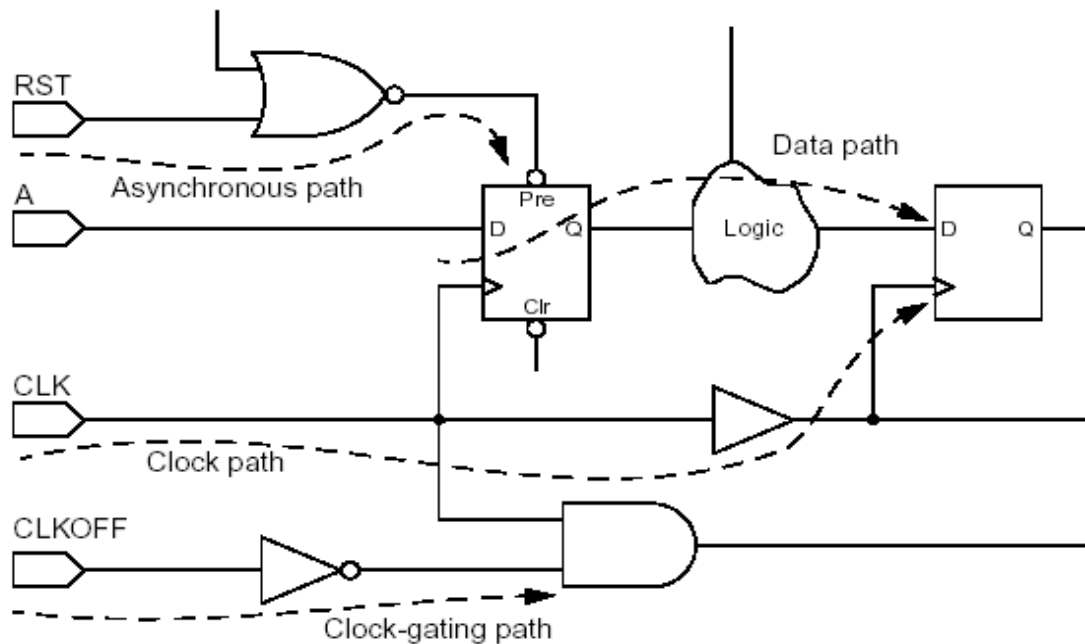 RST
Asynchronous path
Data path
A
Pre
D
Q
Logic
D
Q
Clr
CLK
Clock path
CLKOFF
Clock-gating path